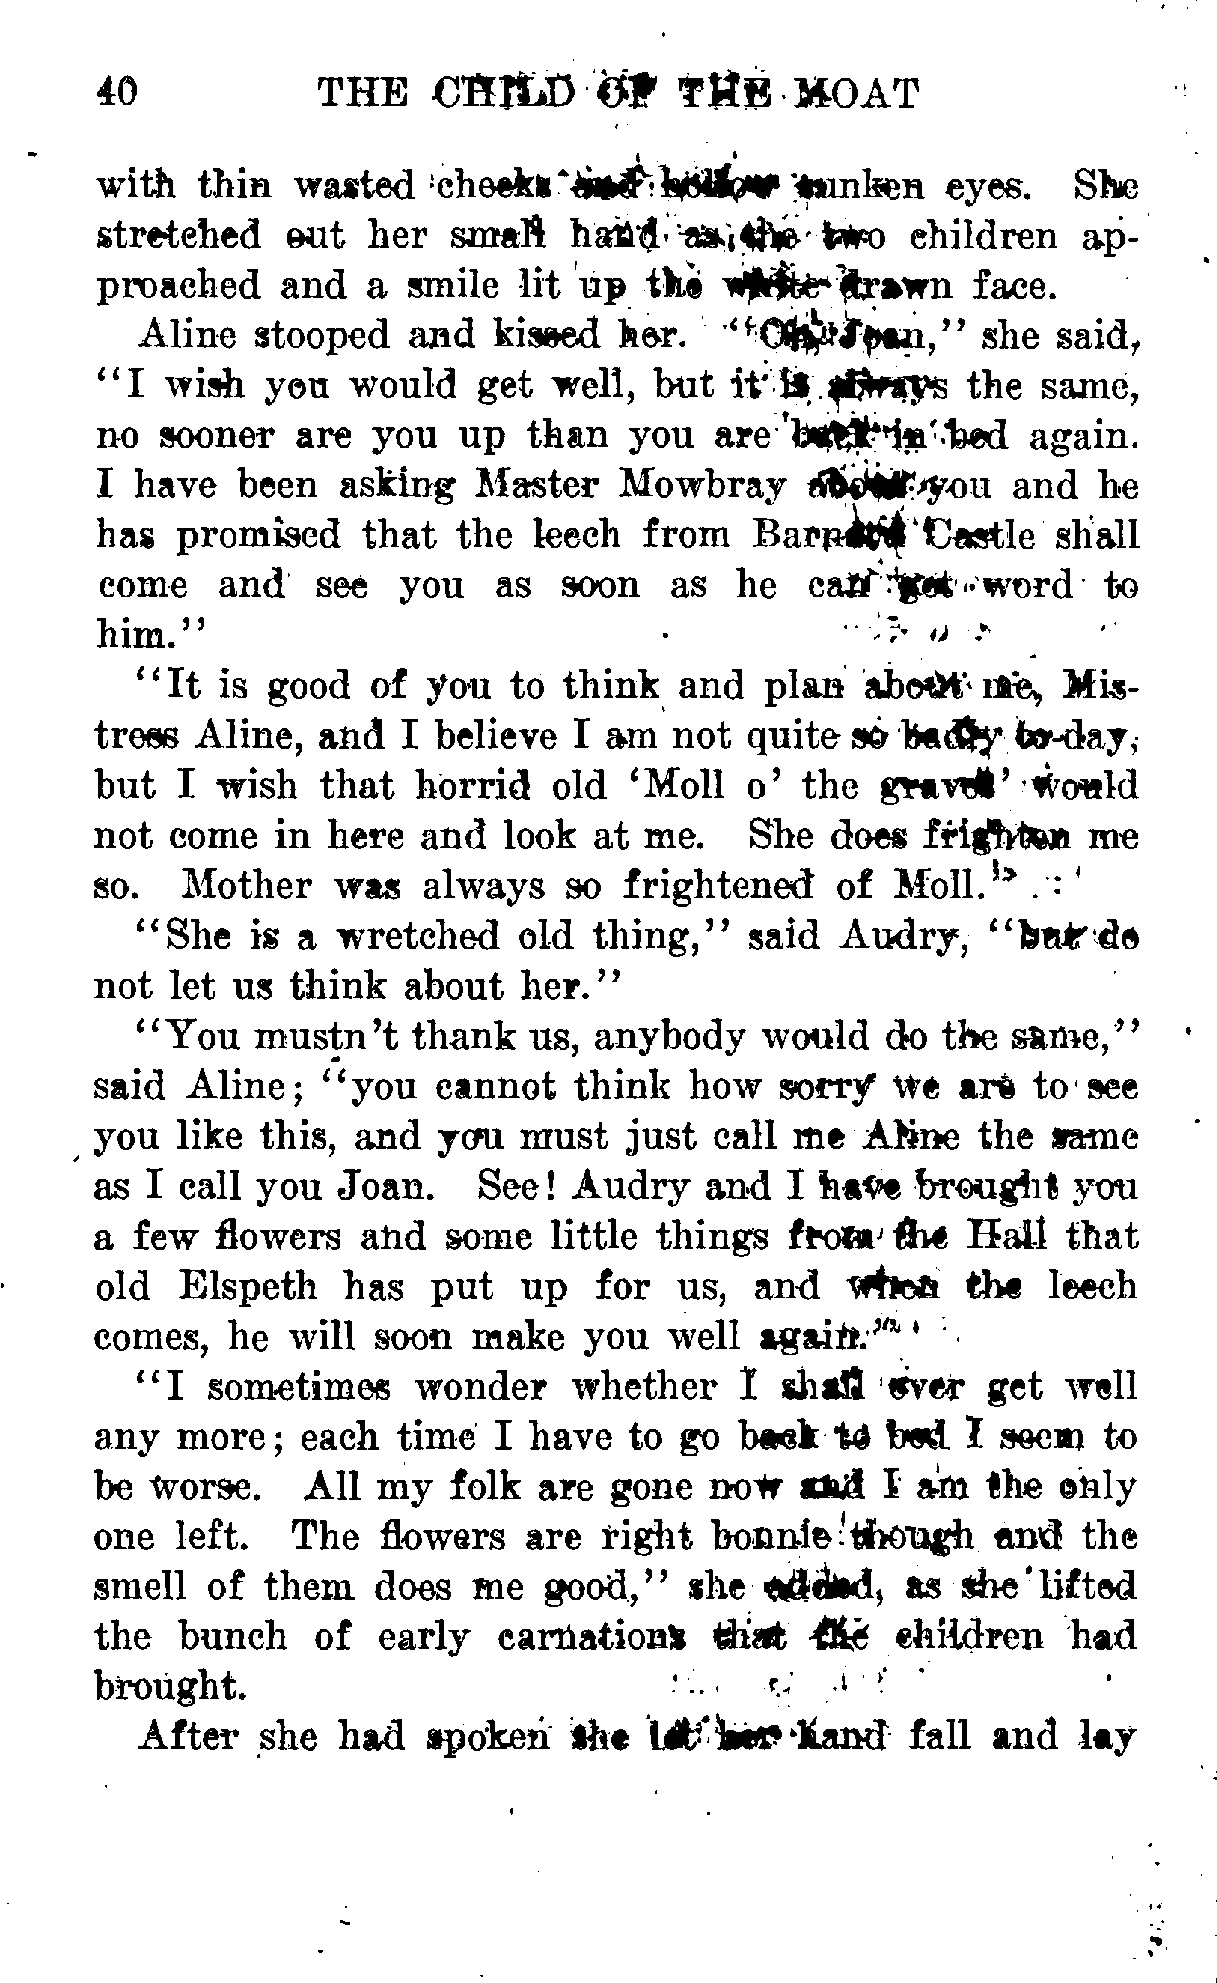 40 THE CHILD OF THE MOAT
with thin wasted cheeks and hollow sunken eyes. She
stretched out her small hand as the two children ap-
proached and a smile lit up the white drawn face.
Aline stooped and kissed her. "Oh, Joan," she said,
"I wish you would get well, but it is always the same,
no sooner are you up than you are back in bed again.
I have been asking Master Mowbray about you and he
has promised that the leech from Barnard Castle shall
come and see you as soon as he can get word to
him."
"It is good of you to think and plan about me, Mis-
tress Aline, and I believe I am not quite so badly to-day,
but I wish that horrid old 'Moll o' the graves' would
not come in here and look at me. She does frighten me
so. Mother was always so frightened of Moll."
"She is a wretched old thing," said Audry, "but do
not let us think about her."
"You mustn't thank us, anybody would do the same,"
said Aline; "you cannot think how sorry we are to see
you like this, and you must just call me Aline the same
as I call you Joan. See! Audry and I have brought you
a few flowers and some little things from the Hall that
old Elspeth has put up for us, and when the leech
comes, he will soon make you well again."
"I sometimes wonder whether I shall ever get well
any more; each time I have to go back to bed I seem to
be worse. All my folk are gone now and I am the only
one left. The flowers are right bonnie though and the
smell of them does me good," she added, as she lifted
the bunch of early carnations that the children had
brought.
After she had spoken she let her hand fall and lay